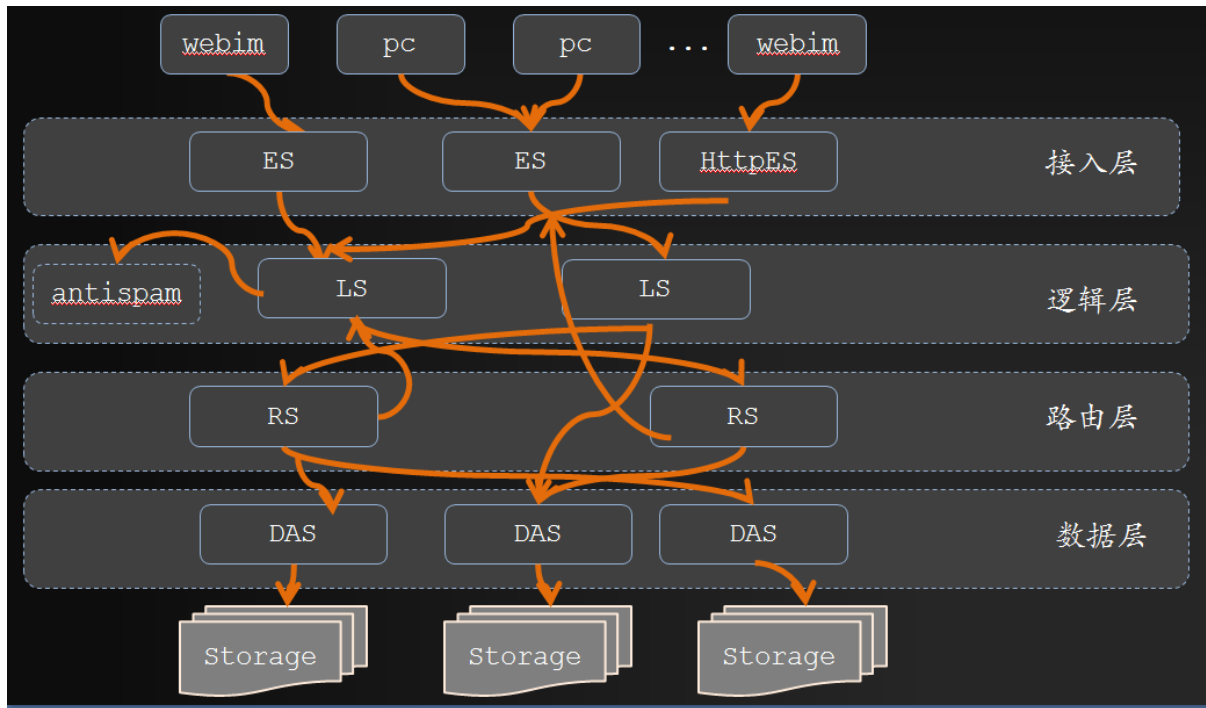 webim
pc
pc
...
webim
ES
ES
HttpES
接入层
antispam
LS
LS
逻辑层
RS
RS
路由层
DAS
DAS
DAS
数据层
Storage
Storage
Storage